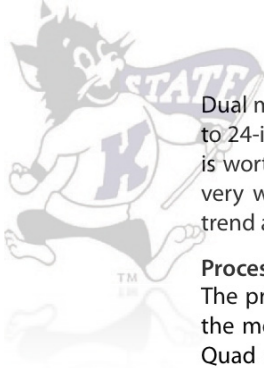 STATE
K
Dual m
to 24-i
is wort
very w
trend a
TM
Proces
The pr
the mo
Quad